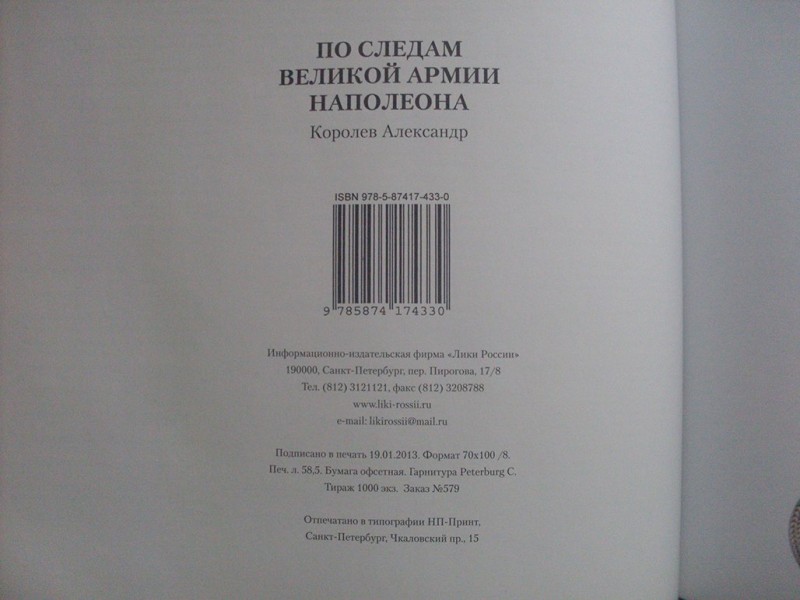 ПО СЛЕДАМ
ВЕЛИКОЙ АРМИИ
НАПОЛЕОНА
Королев Александр
ISBN 978-5-87417-433-0
9 785874 174330
Информационно-издательская фирма «Лики России»
190000, Санкт-Петербург, пер. Пирогова, 17/8
Тел. (812) 3121121, факс (812) 3208788
www.liki-rossii.ru
e-mail: likirossii@mail.ru
Подписано в печать 19.01.2013. Формат 70x100 /8.
Печ. л. 58,5. Бумага офсетная. Гарнитура Peterburg C.
Тираж 1000 экз. Заказ №579
Отпечатано в типографии НП-Принт,
Санкт-Петербург, Чкаловский пр., 15